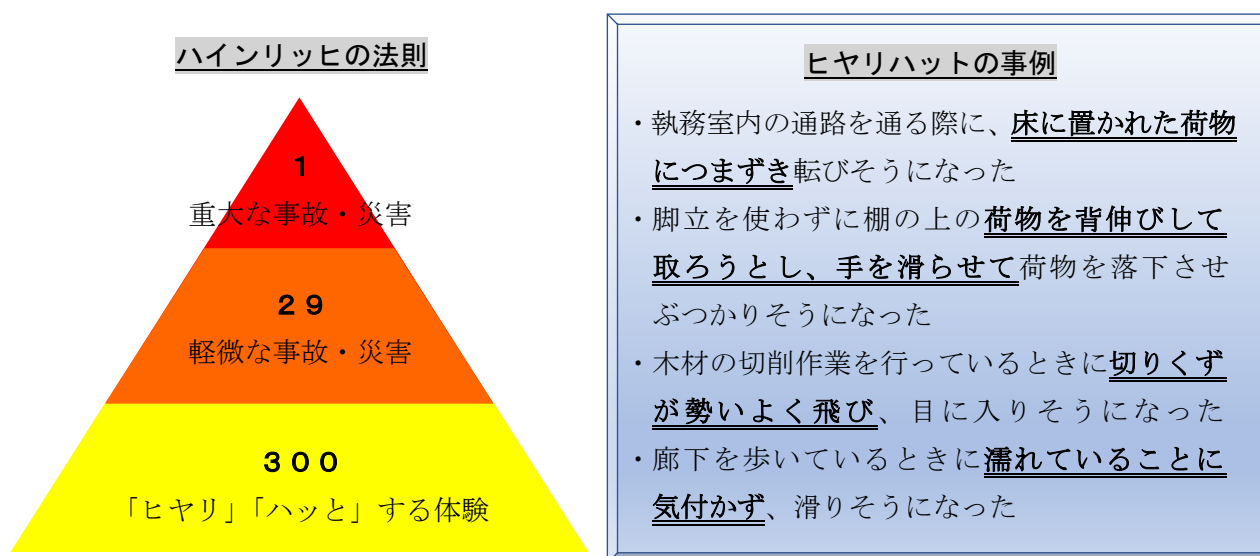 ハインリッヒの法則
1
重大な事故・災害
29
軽微な事故・災害
300
「ヒヤリ」「ハッと」する体験
ヒヤリハットの事例
・執務室内の通路を通る際に、床に置かれた荷物
につまずき転びそうになった
・脚立を使わずに棚の上の荷物を背伸びして
取ろうとし、手を滑らせて荷物を落下させ
ぶつかりそうになった
・木材の切削作業を行っているときに切りくず
が勢いよく飛び、目に入りそうになった
・廊下を歩いているときに濡れていることに
気付かず、滑りそうになった